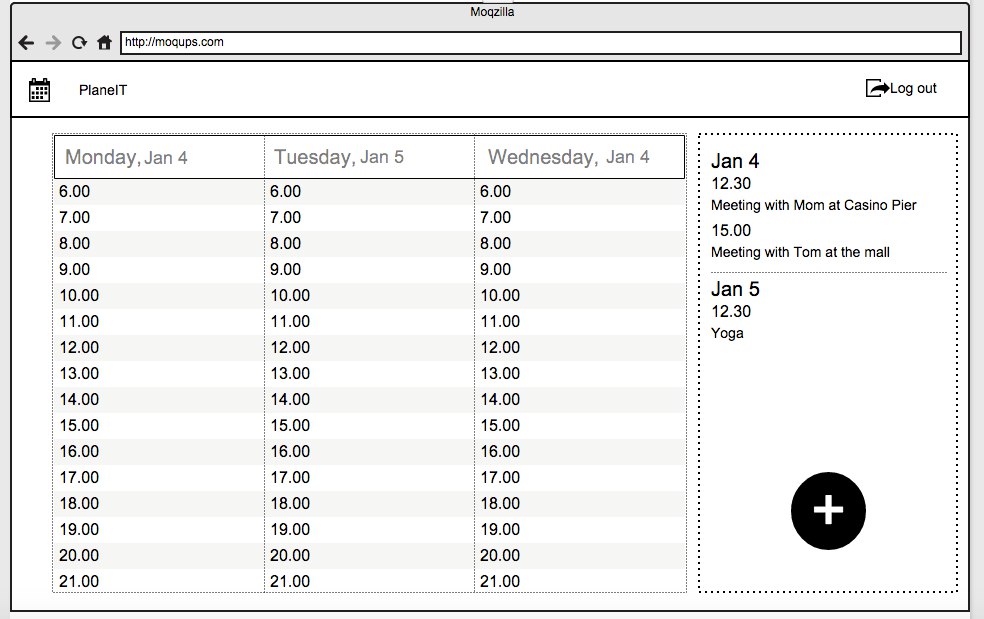 Moqzilla
http://moqups.com
PlaneIT
Log out
Monday, Jan 4 Tuesday, Jan 5 Wednesday, Jan 4
6.00 6.00 6.00
7.00 7.00 7.00
8.00 8.00 8.00
9.00 9.00 9.00
10.00 10.00 10.00
11.00 11.00 11.00
12.00 12.00 12.00
13.00 13.00 13.00
14.00 14.00 14.00
15.00 15.00 15.00
16.00 16.00 16.00
17.00 17.00 17.00
18.00 18.00 18.00
19.00 19.00 19.00
20.00 20.00 20.00
21.00 21.00 21.00
Jan 4
12.30
Meeting with Mom at Casino Pier
15.00
Meeting with Tom at the mall
Jan 5
12.30
Yoga